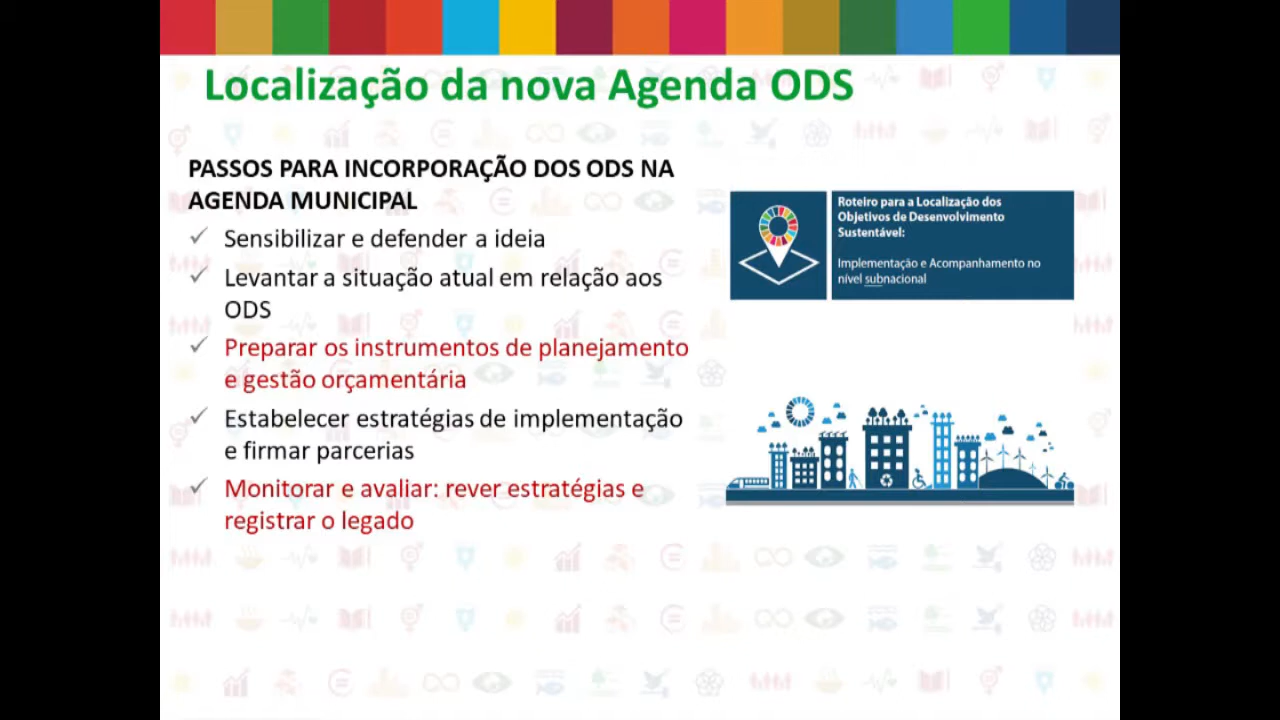 Localização da nova Agenda ODS
PASSOS PARA INCORPORAÇÃO DOS ODS NA
AGENDA MUNICIPAL
✓ Sensibilizar e defender a ideia
✓ Levantar a situação atual em relação aos
ODS
✓ Preparar os instrumentos de planejamento
e gestão orçamentária
✓ Estabelecer estratégias de implementação
e firmar parcerias
✓ Monitorar e avaliar: rever estratégias e
registrar o legado
Roteiro para a Localização dos
Objetivos de Desenvolvimento
Sustentável:
Implementação e Acompanhamento no
nível subnacional